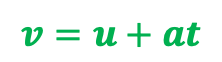 v = u + at